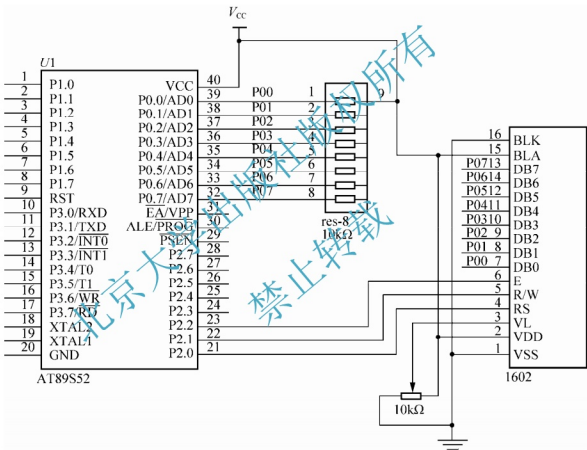 VCC
U1
AT89S52
1 P1.0
2 P1.1
3 P1.2
4 P1.3
5 P1.4
6 P1.5
7 P1.6
8 P1.7
9 RST
10 P3.0/RXD
11 P3.1/TXD
12 P3.2/INT0
13 P3.3/INT1
14 P3.4/T0
15 P3.5/T1
16 P3.6/WR
17 P3.7/RD
18 XTAL2
19 XTAL1
20 GND
VCC 40
P0.0/AD0 39 P00 1 9
P0.1/AD1 38 P01 2
P0.2/AD2 37 P02 3
P0.3/AD3 36 P03 4
P0.4/AD4 35 P04 5
P0.5/AD5 34 P05 6
P0.6/AD6 33 P06 7
P0.7/AD7 32 P07 8
EA/VPP 31
ALE/PROG 30
PSEN 29
P2.7 28
P2.6 27
P2.5 26
P2.4 25
P2.3 24
P2.2 23
P2.1 22
P2.0 21
res-8
10kΩ
16 BLK
15 BLA
P07 13 DB7
P06 14 DB6
P05 12 DB5
P04 11 DB4
P03 10 DB3
P02 9 DB2
P01 8 DB1
P00 7 DB0
6 E
5 R/W
4 RS
3 VL
2 VDD
1 VSS
1602
10kΩ
北京大学出版社版权所有
禁止转载